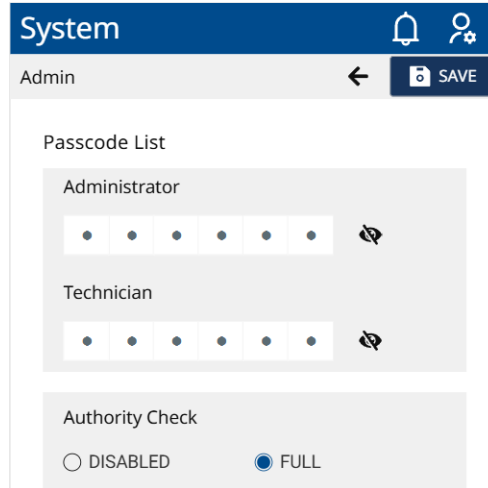 System
Admin
SAVE
Passcode List
Administrator
Technician
Authority Check
DISABLED FULL